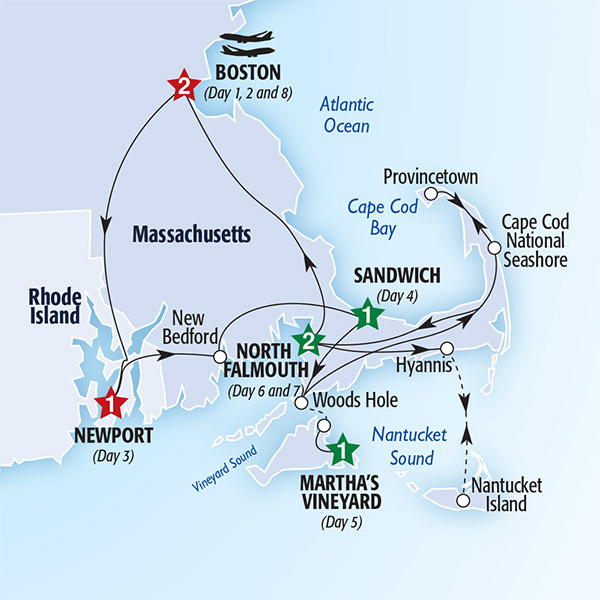 BOSTON
(Day 1, 2 and 8)
2
Atlantic
Ocean
Provincetown
Cape Cod
Bay
Cape Cod
National
Seashore
Massachusetts
SANDWICH
(Day 4)
1
Rhode
Island
New
Bedford
NORTH
FALMOUTH
(Day 6 and 7)
2
Hyannis
1
NEWPORT
(Day 3)
Woods Hole
Nantucket
Sound
Vineyard Sound
1
MARTHA'S
VINEYARD
(Day 5)
Nantucket
Island